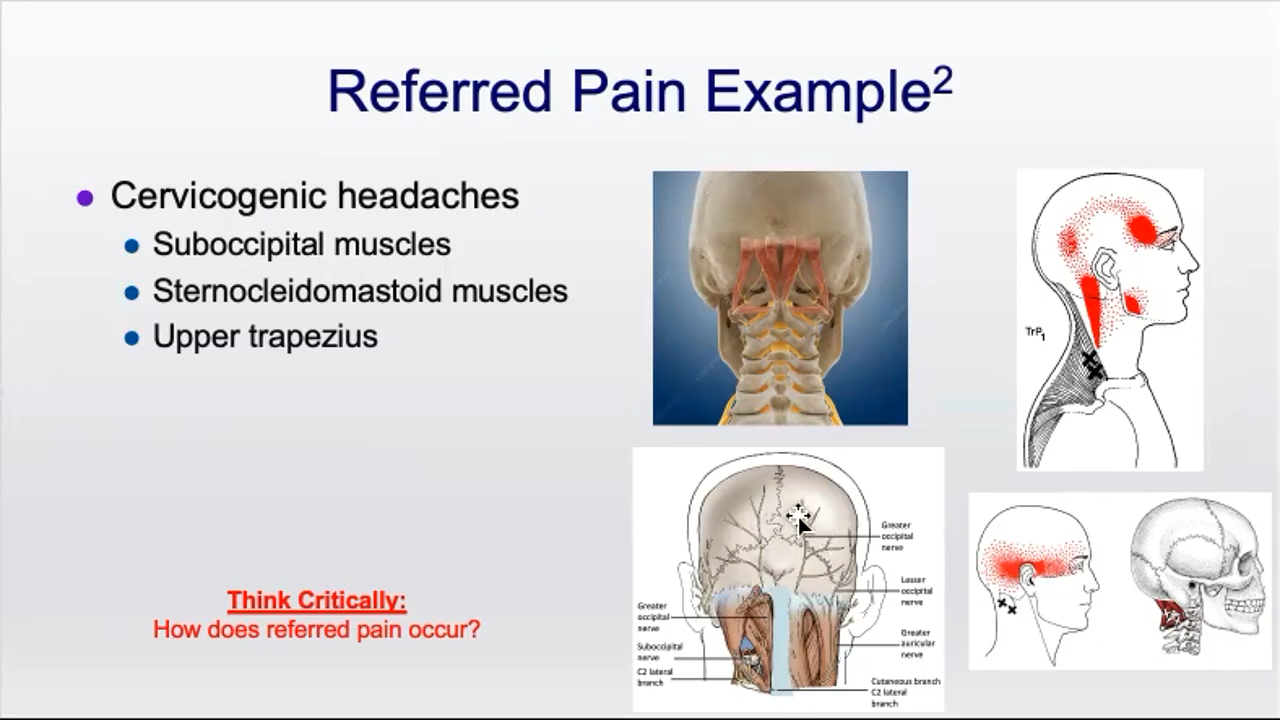 Referred Pain Example2
Cervicogenic headaches
Suboccipital muscles
Sternocleidomastoid muscles
Upper trapezius
Think Critically:
How does referred pain occur?
TrP1
Greater
occipital
nerve
Lesser
occipital
nerve
Greater
auricular
nerve
Cutaneous branch
C2 lateral
branch
Greater
occipital
nerve
Suboccipital
nerve
C2 lateral
branch